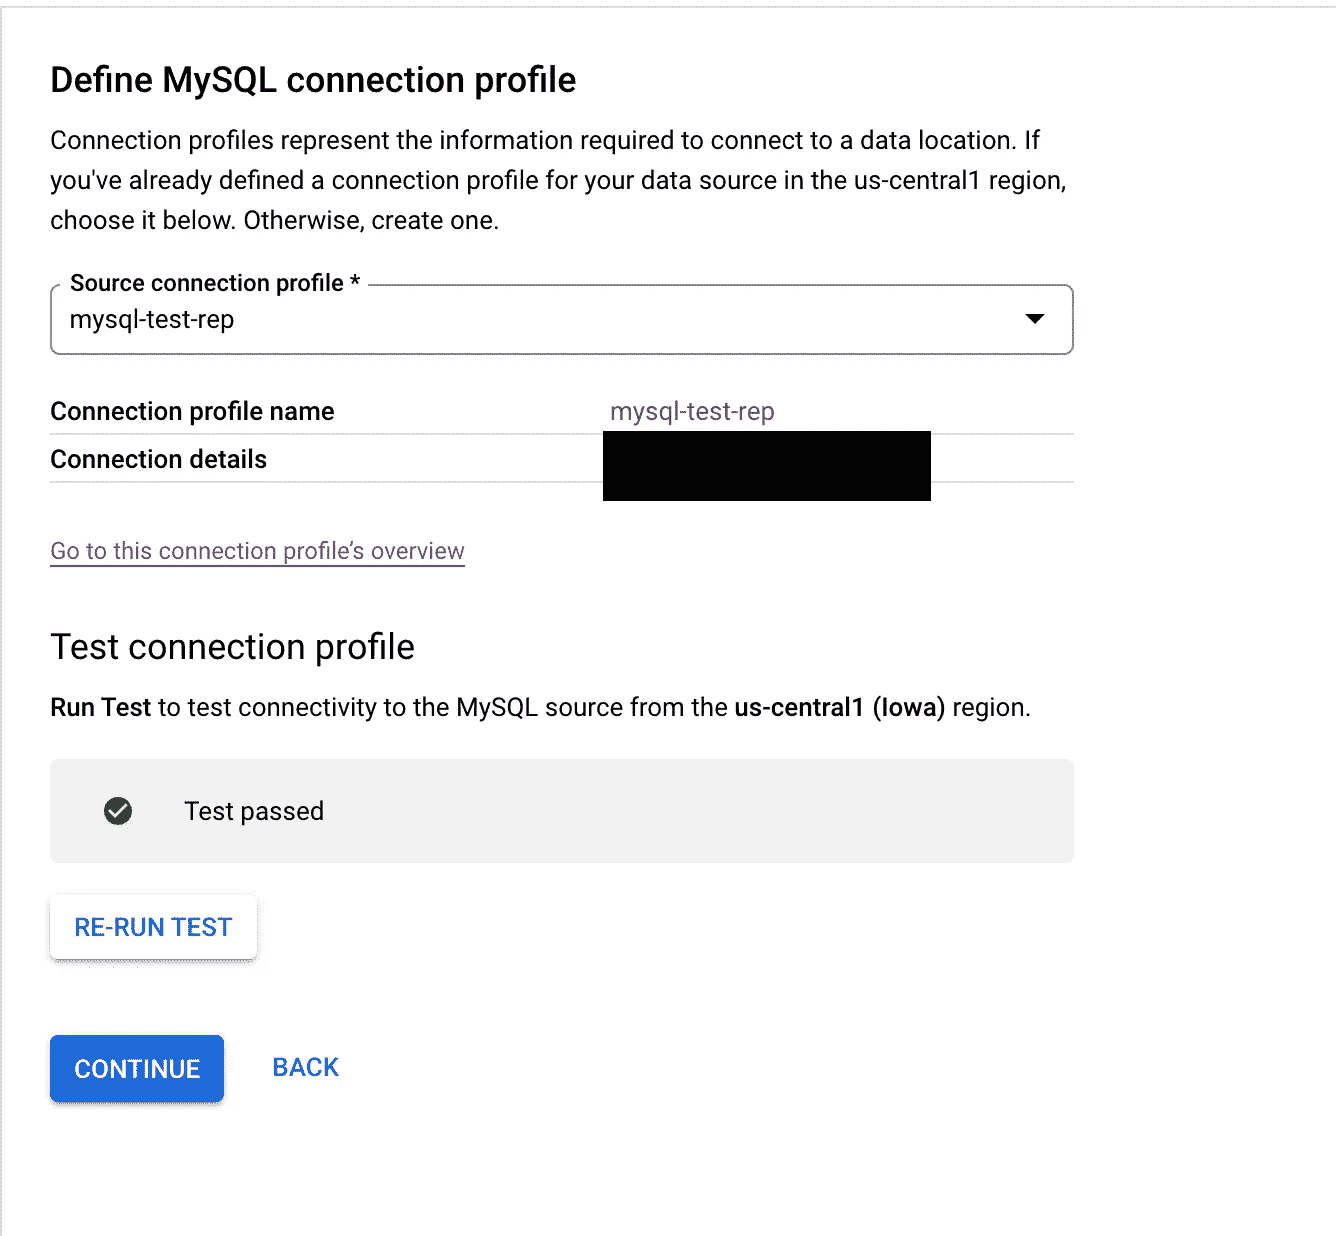 Define MySQL connection profile
Connection profiles represent the information required to connect to a data location. If
you've already defined a connection profile for your data source in the us-central1 region,
choose it below. Otherwise, create one.
Source connection profile *
mysql-test-rep
Connection profile name mysql-test-rep
Connection details
Go to this connection profile’s overview
Test connection profile
Run Test to test connectivity to the MySQL source from the us-central1 (Iowa) region.
Test passed
RE-RUN TEST
CONTINUE BACK